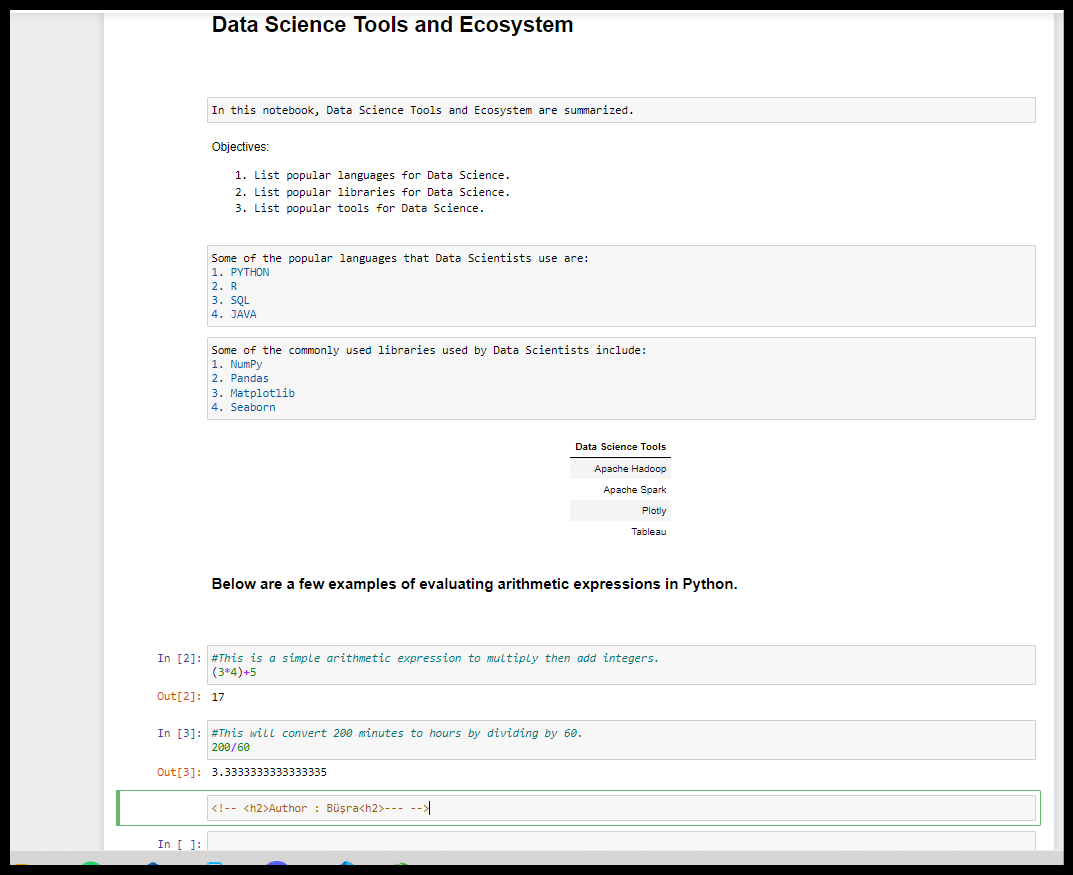 Data Science Tools and Ecosystem
In this notebook, Data Science Tools and Ecosystem are summarized.
Objectives:
1. List popular languages for Data Science.
2. List popular libraries for Data Science.
3. List popular tools for Data Science.
Some of the popular languages that Data Scientists use are:
1. PYTHON
2. R
3. SQL
4. JAVA
Some of the commonly used libraries used by Data Scientists include:
1. NumPy
2. Pandas
3. Matplotlib
4. Seaborn
Data Science Tools
Apache Hadoop
Apache Spark
Plotly
Tableau
Below are a few examples of evaluating arithmetic expressions in Python.
In [2]: #This is a simple arithmetic expression to multiply then add integers.
(3*4)+5
Out[2]: 17
In [3]: #This will convert 200 minutes to hours by dividing by 60.
200/60
Out[3]: 3.3333333333333335
<!-- <h2>Author : Büşra<h2>--- -->
In [ ]: